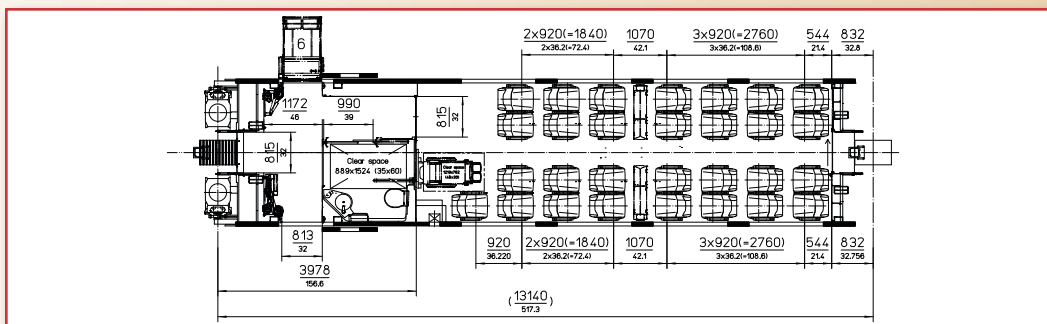 2x920(=1840) 1070 3x920(=2760) 544 832
2x36.2(=72.4) 42.1 3x36.2(=108.6) 21.4 32.8
6
1172 990
46 39
815
32
815
32
Clear space
889x1524 (35x60)
Clear space
813
32
920 2x920(=1840) 1070 3x920(=2760) 544 832
36.220 2x36.2(=72.4) 42.1 3x36.2(=108.6) 21.4 32.756
3978
156.6
(13140)
517.3